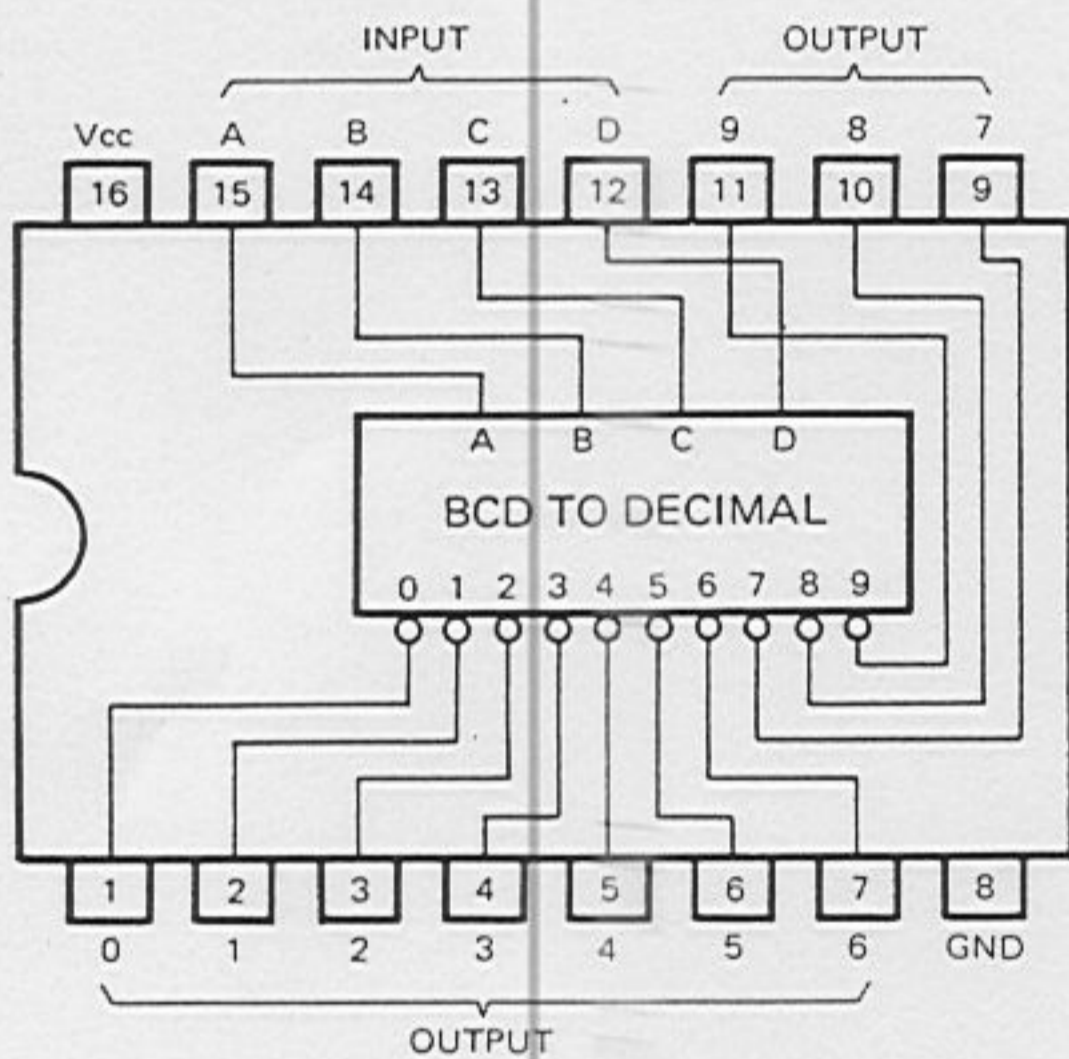 INPUT OUTPUT
Vcc A B C D 9 8 7
16 15 14 13 12 11 10 9
A B C D
BCD TO DECIMAL
0 1 2 3 4 5 6 7 8 9
1 2 3 4 5 6 7 8
0 1 2 3 4 5 6 GND
OUTPUT